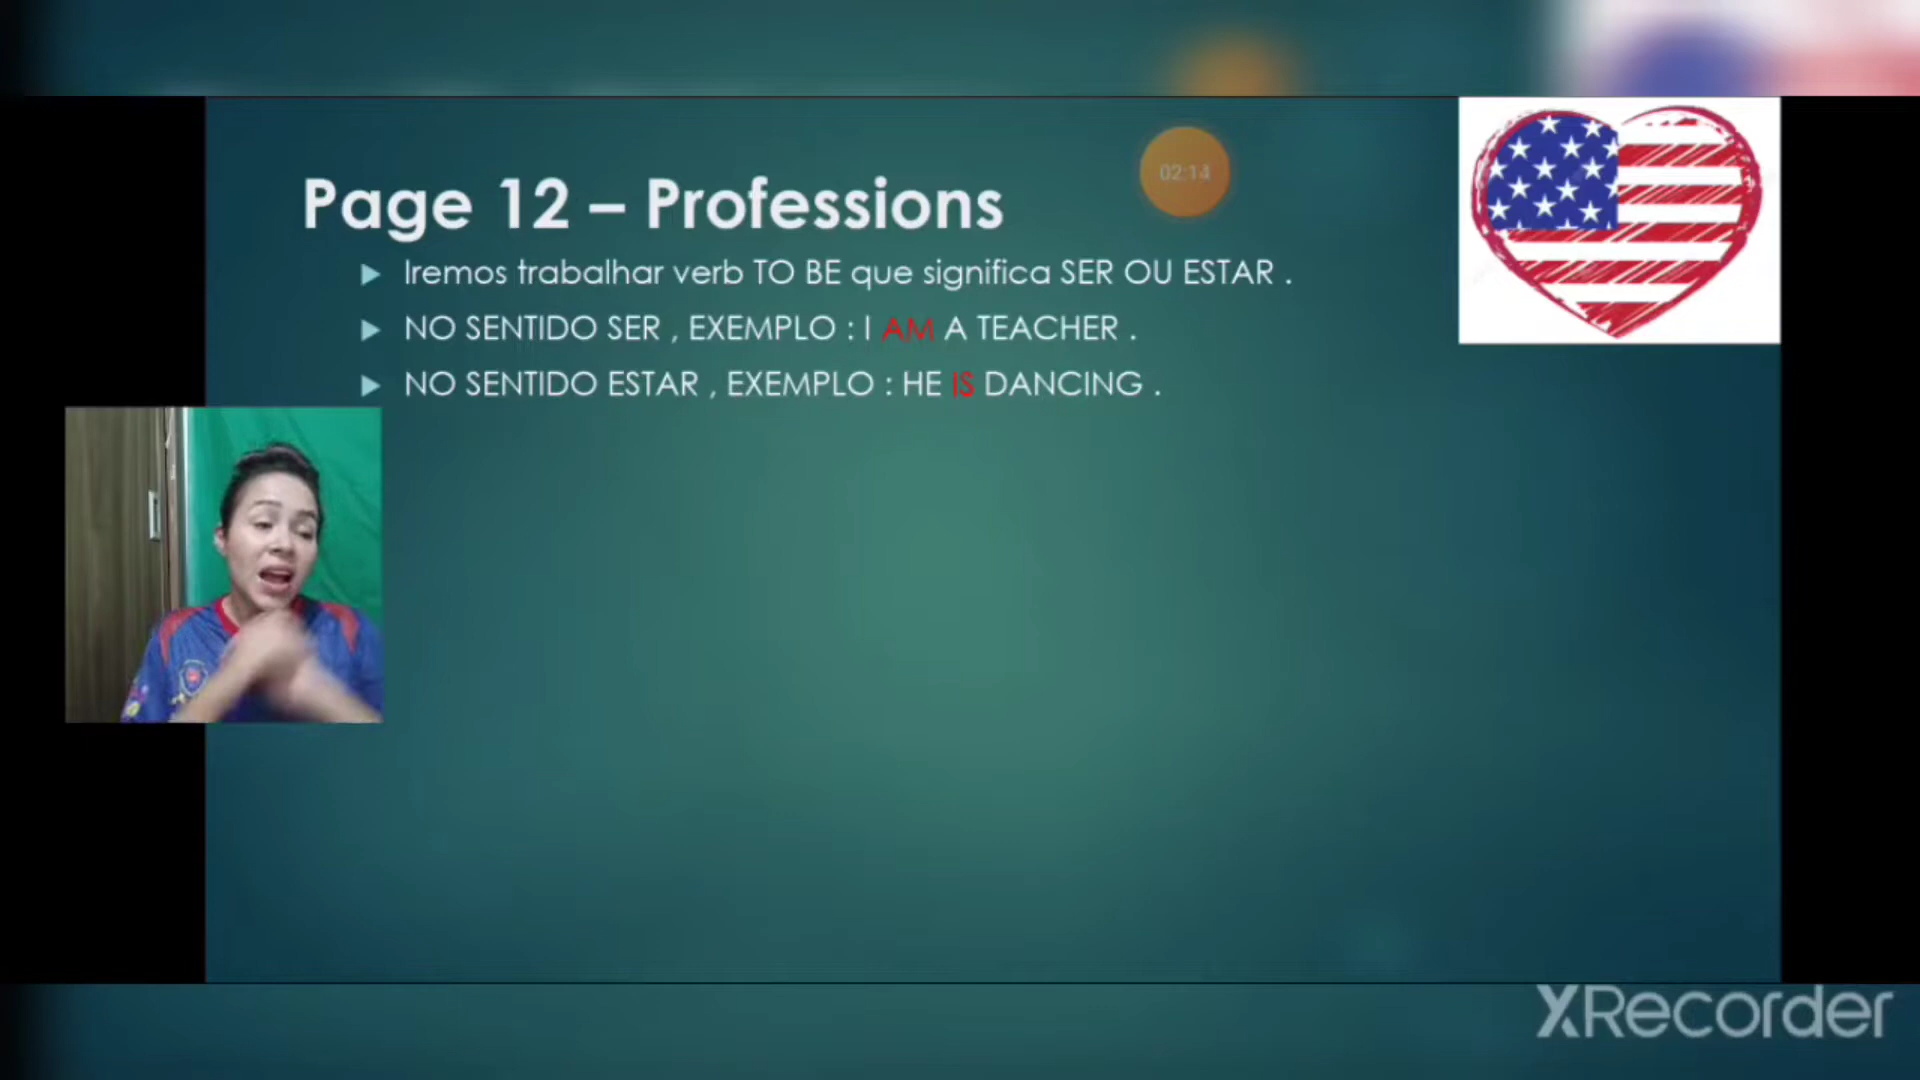 Page 12 – Professions
02:14
Iremos trabalhar verb TO BE que significa SER OU ESTAR .
NO SENTIDO SER , EXEMPLO : I AM A TEACHER .
NO SENTIDO ESTAR , EXEMPLO : HE IS DANCING .
XRecorder